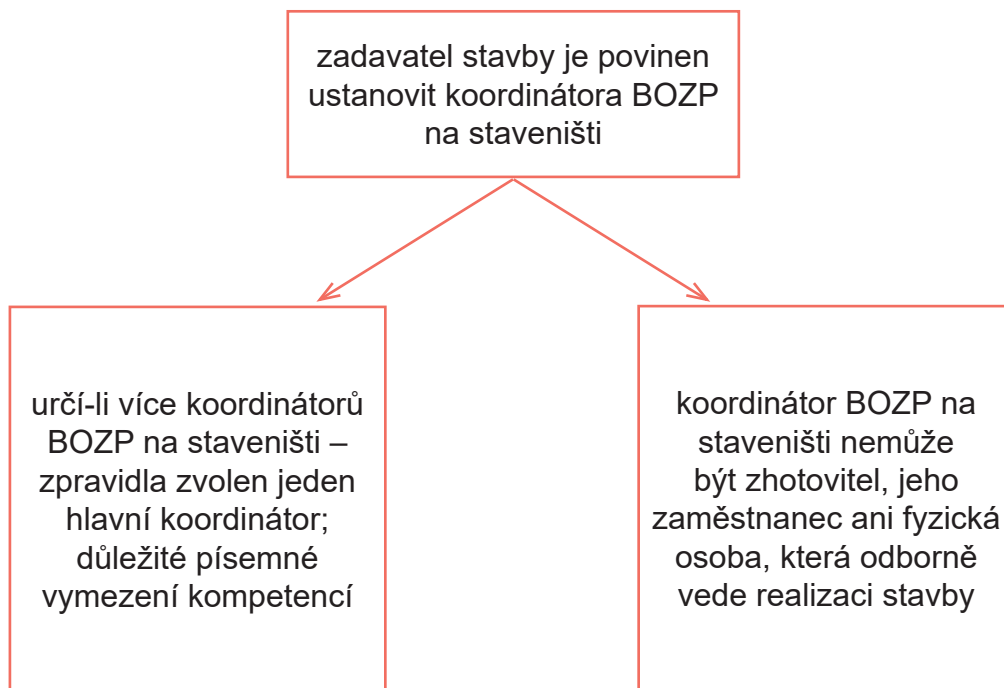 zadavatel stavby je povinen
ustanovit koordinátora BOZP
na staveništi
určí-li více koordinátorů
BOZP na staveništi –
zpravidla zvolen jeden
hlavní koordinátor;
důležité písemné
vymezení kompetencí
koordinátor BOZP na
staveništi nemůže
být zhotovitel, jeho
zaměstnanec ani fyzická
osoba, která odborně
vede realizaci stavby